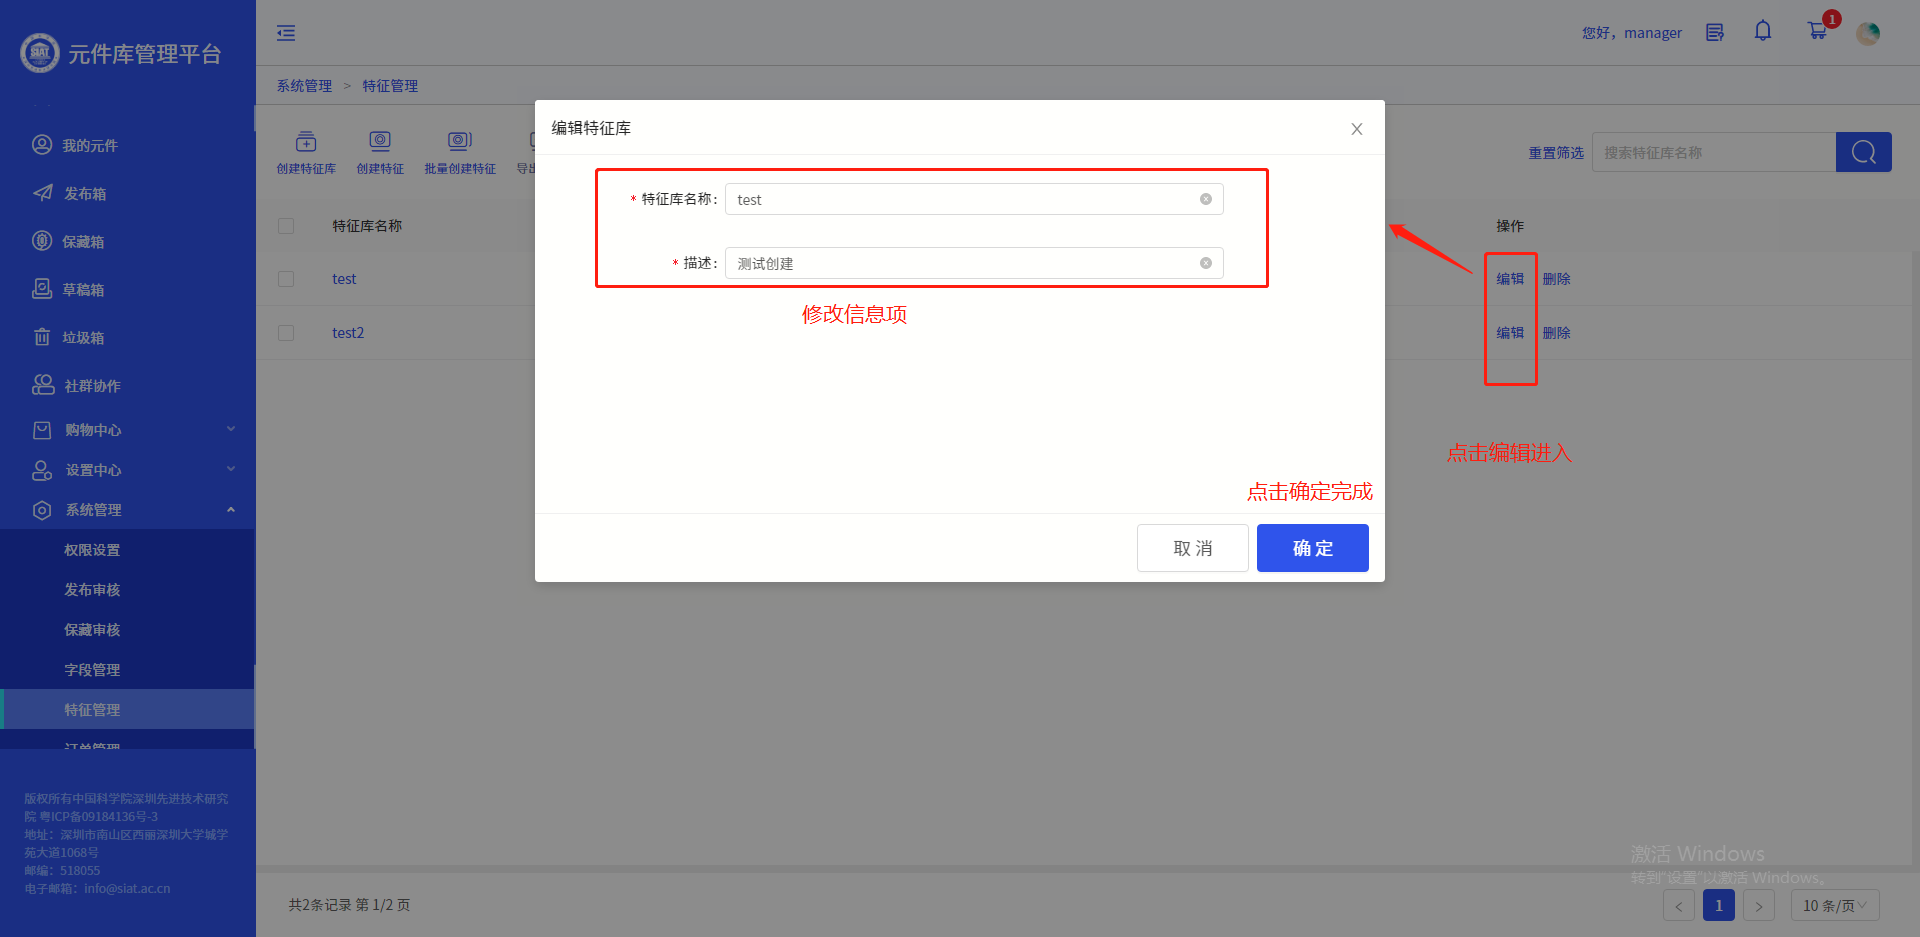 元件库管理平台
我的元件
发布箱
保藏箱
草稿箱
垃圾箱
社群协作
购物中心
设置中心
系统管理
权限设置
发布审核
保藏审核
字段管理
特征管理
订单管理
版权所有中国科学院深圳先进技术研究
院 粤ICP备09184136号-3
地址：深圳市南山区西丽深圳大学城学
苑大道1068号
邮编：518055
电子邮箱：info@siat.ac.cn
您好，manager
1
系统管理 > 特征管理
创建特征库
创建特征
批量创建特征
导出
重置筛选
搜索特征库名称
特征库名称
操作
test
编辑 删除
test2
编辑 删除
编辑特征库
* 特征库名称：
test
* 描述：
测试创建
修改信息项
点击编辑进入
点击确定完成
取 消
确 定
激活 Windows
转到"设置"以激活 Windows。
共2条记录 第 1/2 页
< 1 >
10 条/页